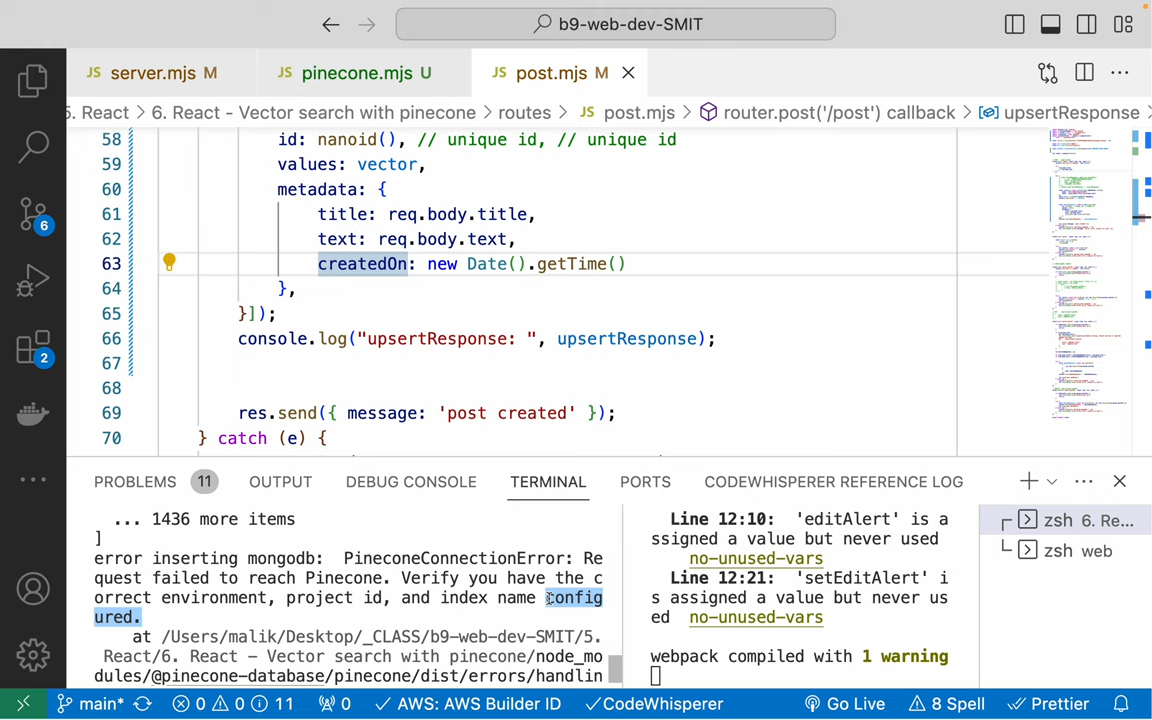 b9-web-dev-SMIT
JS server.mjs M
JS pinecone.mjs U
JS post.mjs M
5. React > 6. React - Vector search with pinecone > routes > JS post.mjs > router.post('/post') callback > upsertResponse
58 id: nanoid(), // unique id, // unique id
59 values: vector,
60 metadata: {
61 title: req.body.title,
62 text: req.body.text,
63 createdOn: new Date().getTime()
64 },
65 }]);
66 console.log("upsertResponse: ", upsertResponse);
67
68
69 res.send({ message: 'post created' });
70 } catch (e) {
6
2
PROBLEMS 11 OUTPUT DEBUG CONSOLE TERMINAL PORTS CODEWHISPERER REFERENCE LOG
... 1436 more items
]
error inserting mongodb: PineconeConnectionError: Re
quest failed to reach Pinecone. Verify you have the c
orrect environment, project id, and index name config
ured.
at /Users/malik/Desktop/_CLASS/b9-web-dev-SMIT/5.
React/6. React - Vector search with pinecone/node_mo
dules/@pinecone-database/pinecone/dist/errors/handlin
Line 12:10: 'editAlert' is a
ssigned a value but never used
no-unused-vars
Line 12:21: 'setEditAlert' i
s assigned a value but never us
ed no-unused-vars
webpack compiled with 1 warning
zsh 6. Re...
zsh web
main* 0 0 11 0 AWS: AWS Builder ID CodeWhisperer Go Live 8 Spell Prettier